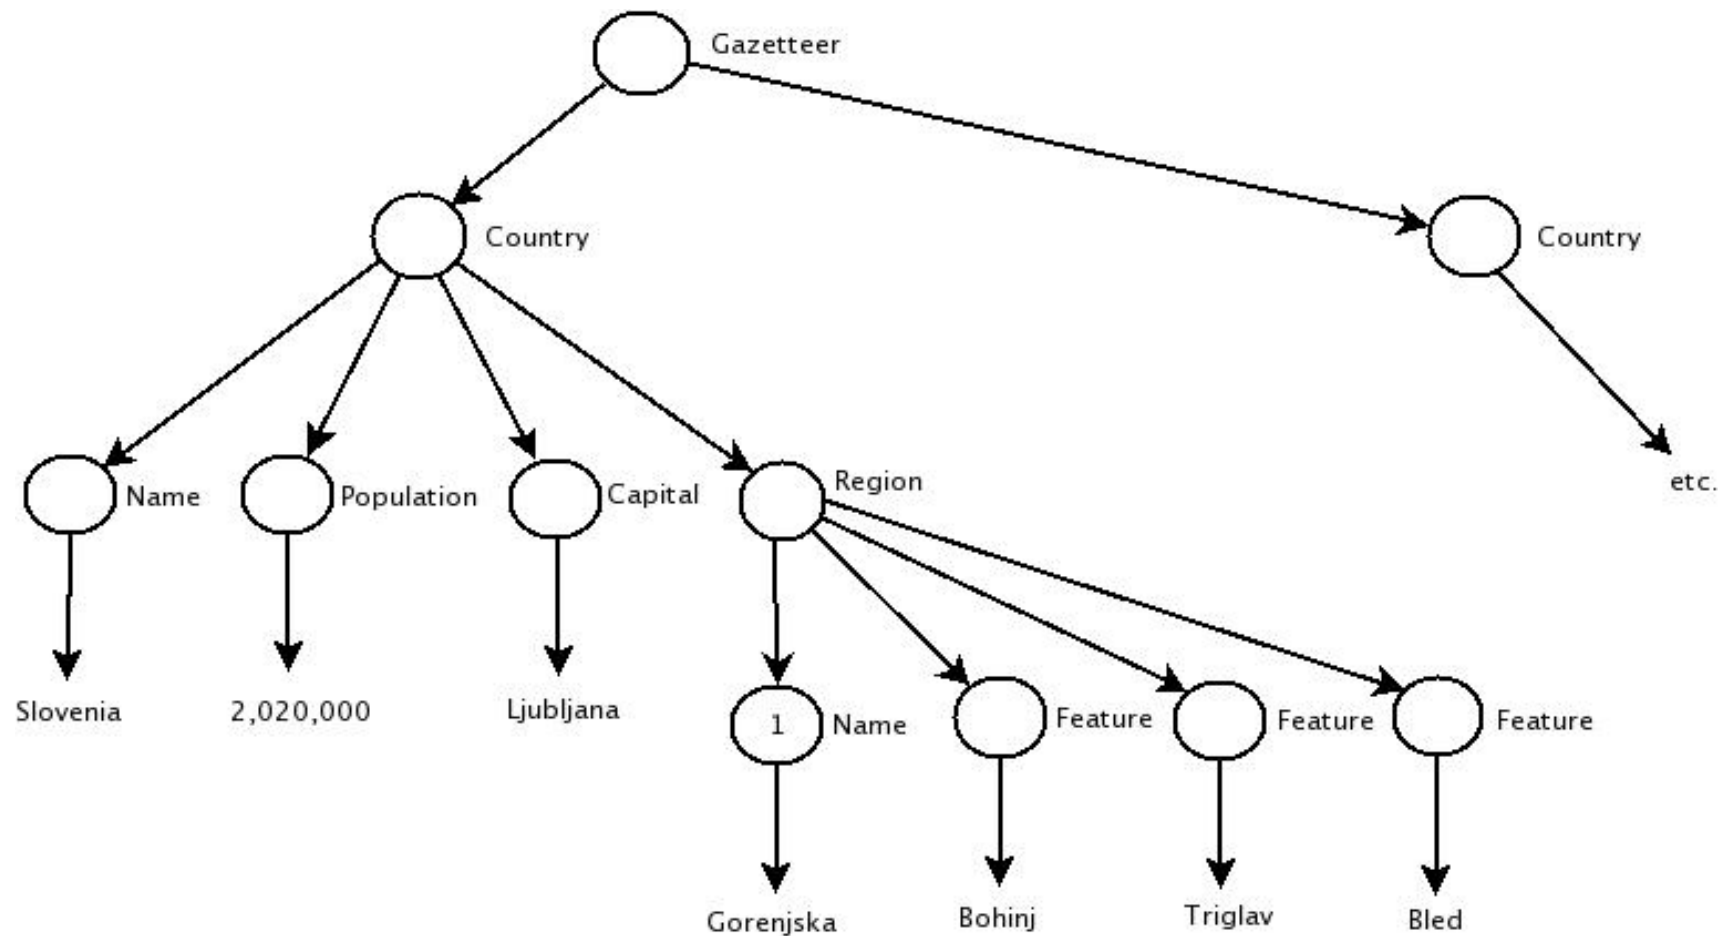 Gazetteer
Country
Country
Name
Population
Capital
Region
etc.
Slovenia
2,020,000
Ljubljana
1
Name
Feature
Feature
Feature
Gorenjska
Bohinj
Triglav
Bled